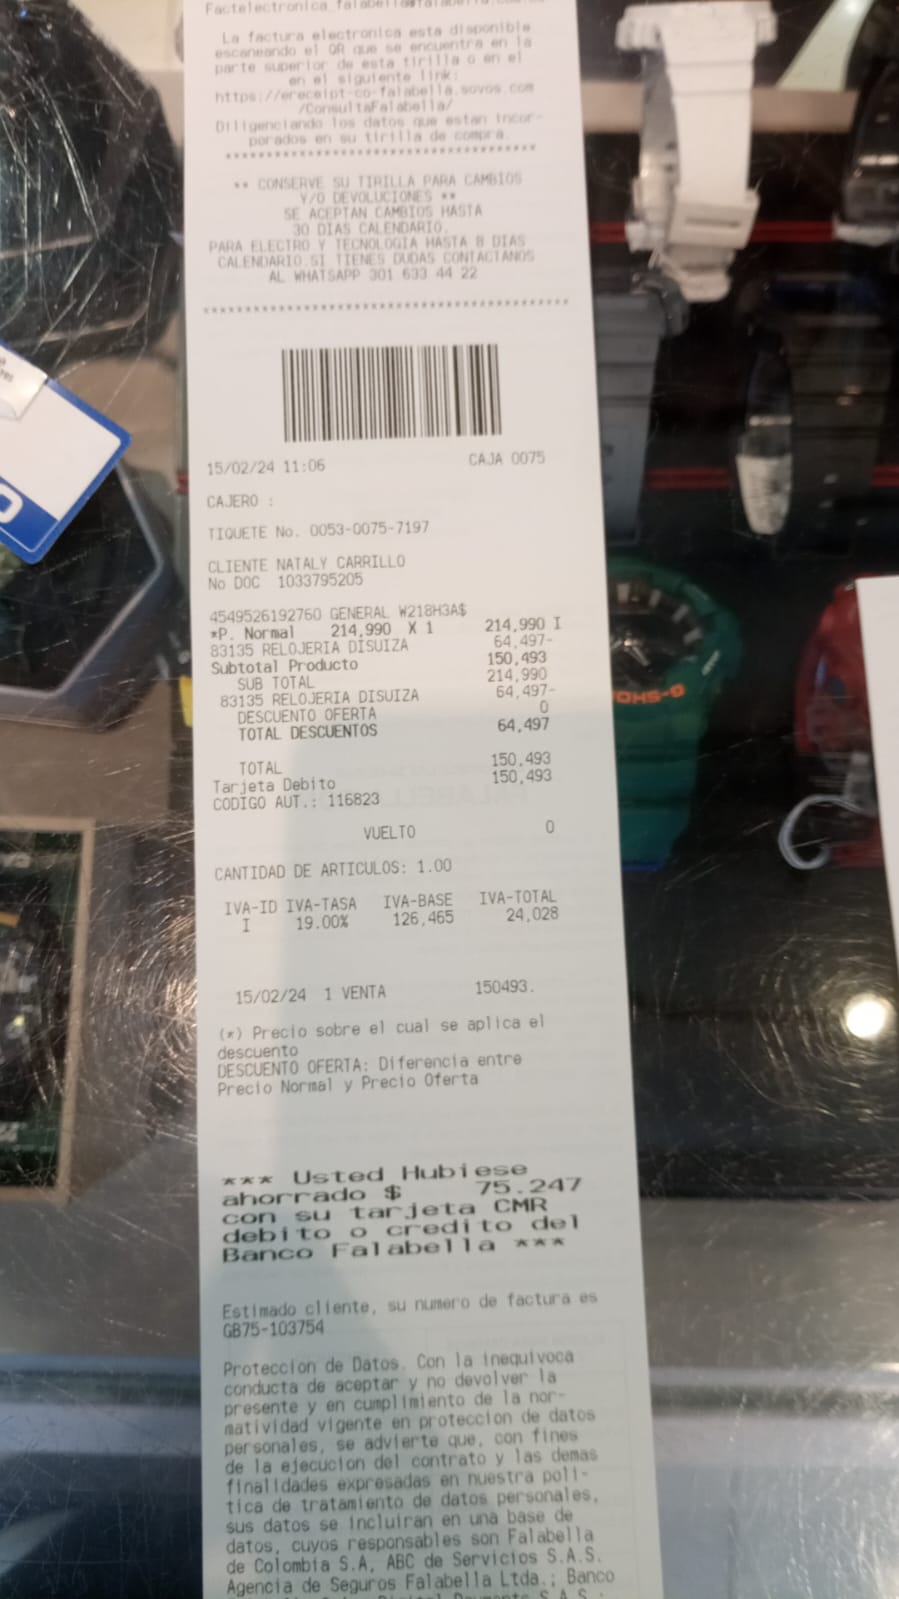 La factura electronica esta disponible
escaneando el QR que se encuentra en la
parte superior de esta tirilla o en el
en el siguiente link:
https://ereceipt-co-falabella.sovos.com
/ConsultaFalabella/
Diligenciando los datos que estan incor-
porados en su tirilla de compra.
***************************************
** CONSERVE SU TIRILLA PARA CAMBIOS
Y/O DEVOLUCIONES **
SE ACEPTAN CAMBIOS HASTA
30 DIAS CALENDARIO.
PARA ELECTRO Y TECNOLOGIA HASTA 8 DIAS
CALENDARIO.SI TIENES DUDAS CONTACTANOS
AL WHATSAPP 301 633 44 22
15/02/24 11:06 CAJA 0075
CAJERO :
TIQUETE No. 0053-0075-7197
CLIENTE NATALY CARRILLO
No DOC 1033795205
4549526192760 GENERAL W218H3A$
*P. Normal 214,990 X 1 214,990 I
83135 RELOJERIA DISUIZA 64,497-
Subtotal Producto 150,493
SUB TOTAL 214,990
83135 RELOJERIA DISUIZA 64,497-
DESCUENTO OFERTA 0
TOTAL DESCUENTOS 64,497
TOTAL 150,493
Tarjeta Debito 150,493
CODIGO AUT.: 116823
VUELTO 0
CANTIDAD DE ARTICULOS: 1.00
IVA-ID IVA-TASA IVA-BASE IVA-TOTAL
I 19.00% 126,465 24,028
15/02/24 1 VENTA 150493.
(*) Precio sobre el cual se aplica el
descuento
DESCUENTO OFERTA: Diferencia entre
Precio Normal y Precio Oferta
*** Usted Hubiese
ahorrado $ 75.247
con su tarjeta CMR
debito o credito del
Banco Falabella ***
Estimado cliente, su numero de factura es
GB75-103754
Proteccion de Datos. Con la inequivoca
conducta de aceptar y no devolver la
presente y en cumplimiento de la nor-
matividad vigente en proteccion de datos
personales, se advierte que, con fines
de la ejecucion del contrato y las demas
finalidades expresadas en nuestra poli-
tica de tratamiento de datos personales,
sus datos se incluiran en una base de
datos, cuyos responsables son Falabella
de Colombia S.A, ABC de Servicios S.A.S.
Agencia de Seguros Falabella Ltda.; Banco
G-SHO